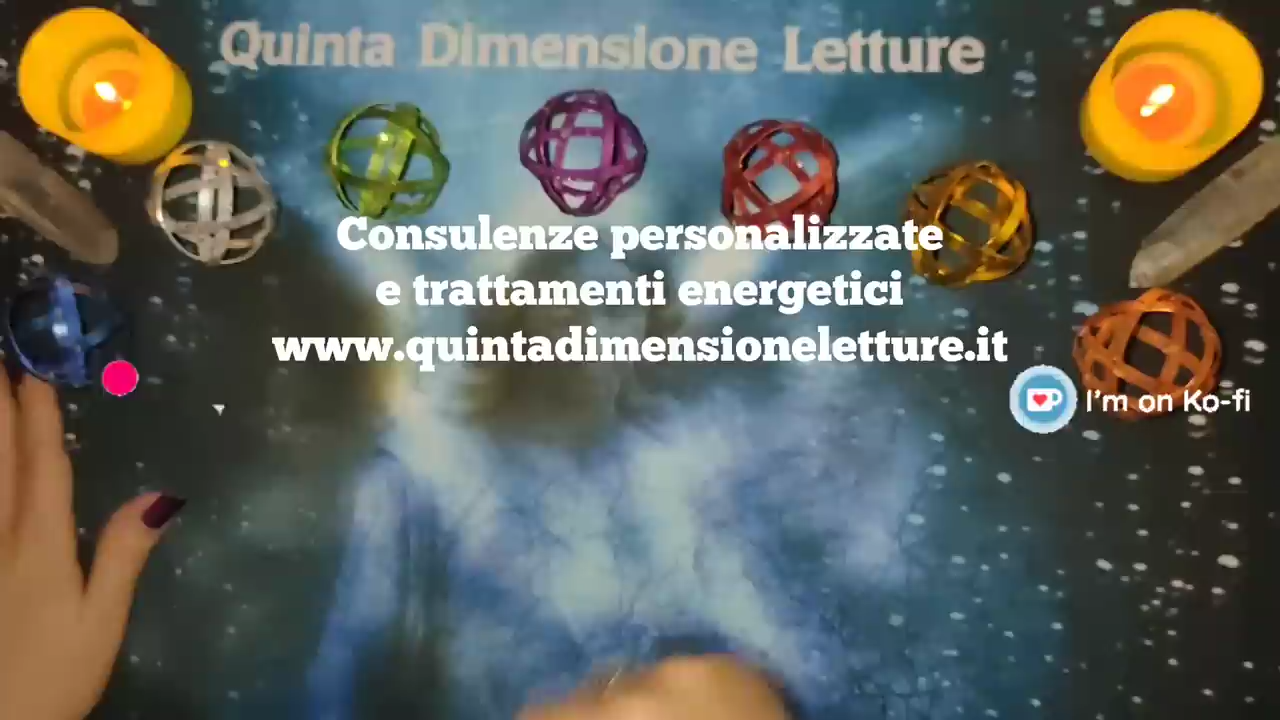 Quinta Dimensione Letture
Consulenze personalizzate
e trattamenti energetici
www.quintadimensioneletture.it
I'm on Ko-fi